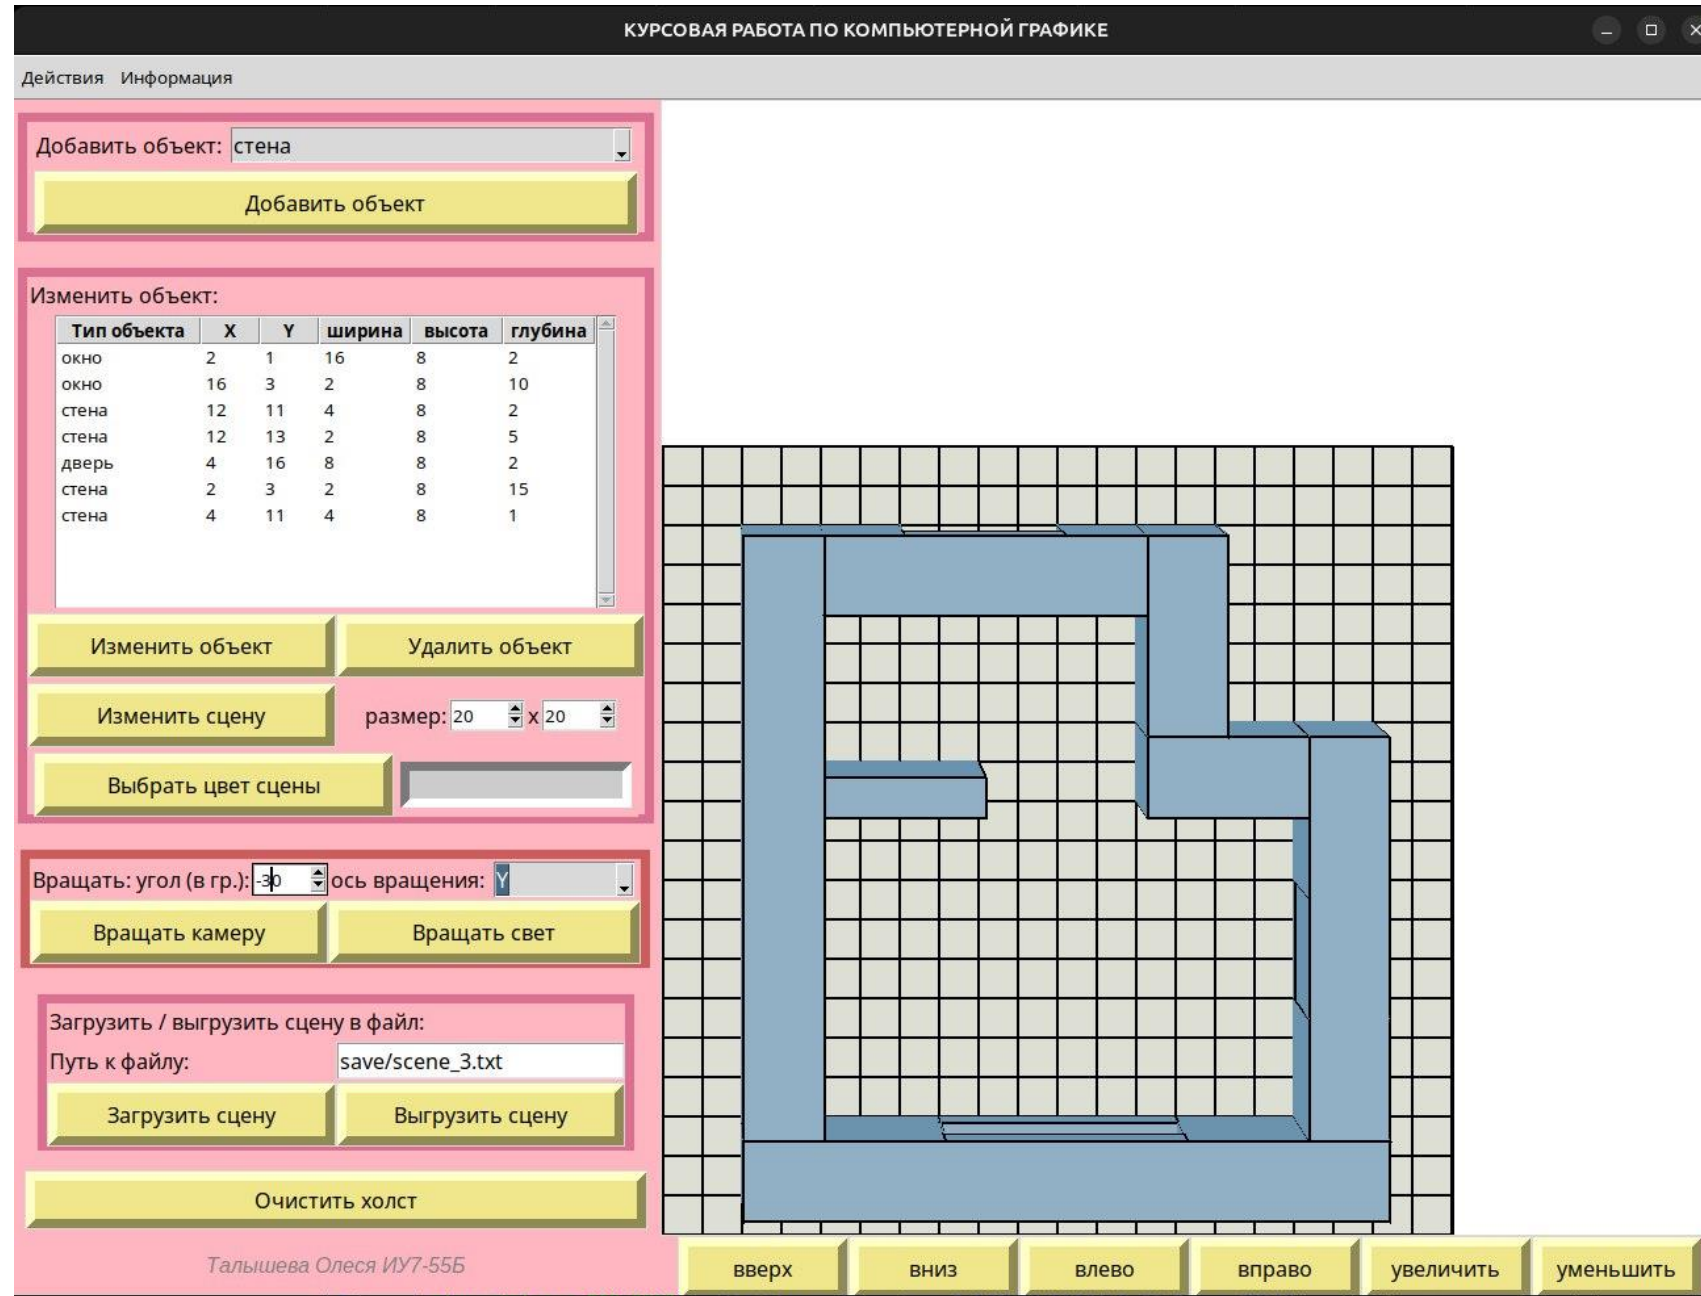 КУРСОВАЯ РАБОТА ПО КОМПЬЮТЕРНОЙ ГРАФИКЕ
Действия Информация
Добавить объект: стена
Добавить объект
Изменить объект:
Тип объекта X Y ширина высота глубина
окно 2 1 16 8 2
окно 16 3 2 8 10
стена 12 11 4 8 2
стена 12 13 2 8 5
дверь 4 16 8 8 2
стена 2 3 2 8 15
стена 4 11 4 8 1
Изменить объект Удалить объект
Изменить сцену размер: 20 x 20
Выбрать цвет сцены
Вращать: угол (в гр.): -30 ось вращения: Y
Вращать камеру Вращать свет
Загрузить / выгрузить сцену в файл:
Путь к файлу: save/scene_3.txt
Загрузить сцену Выгрузить сцену
Очистить холст
Талышева Олеся ИУ7-55Б
вверх вниз влево вправо увеличить уменьшить